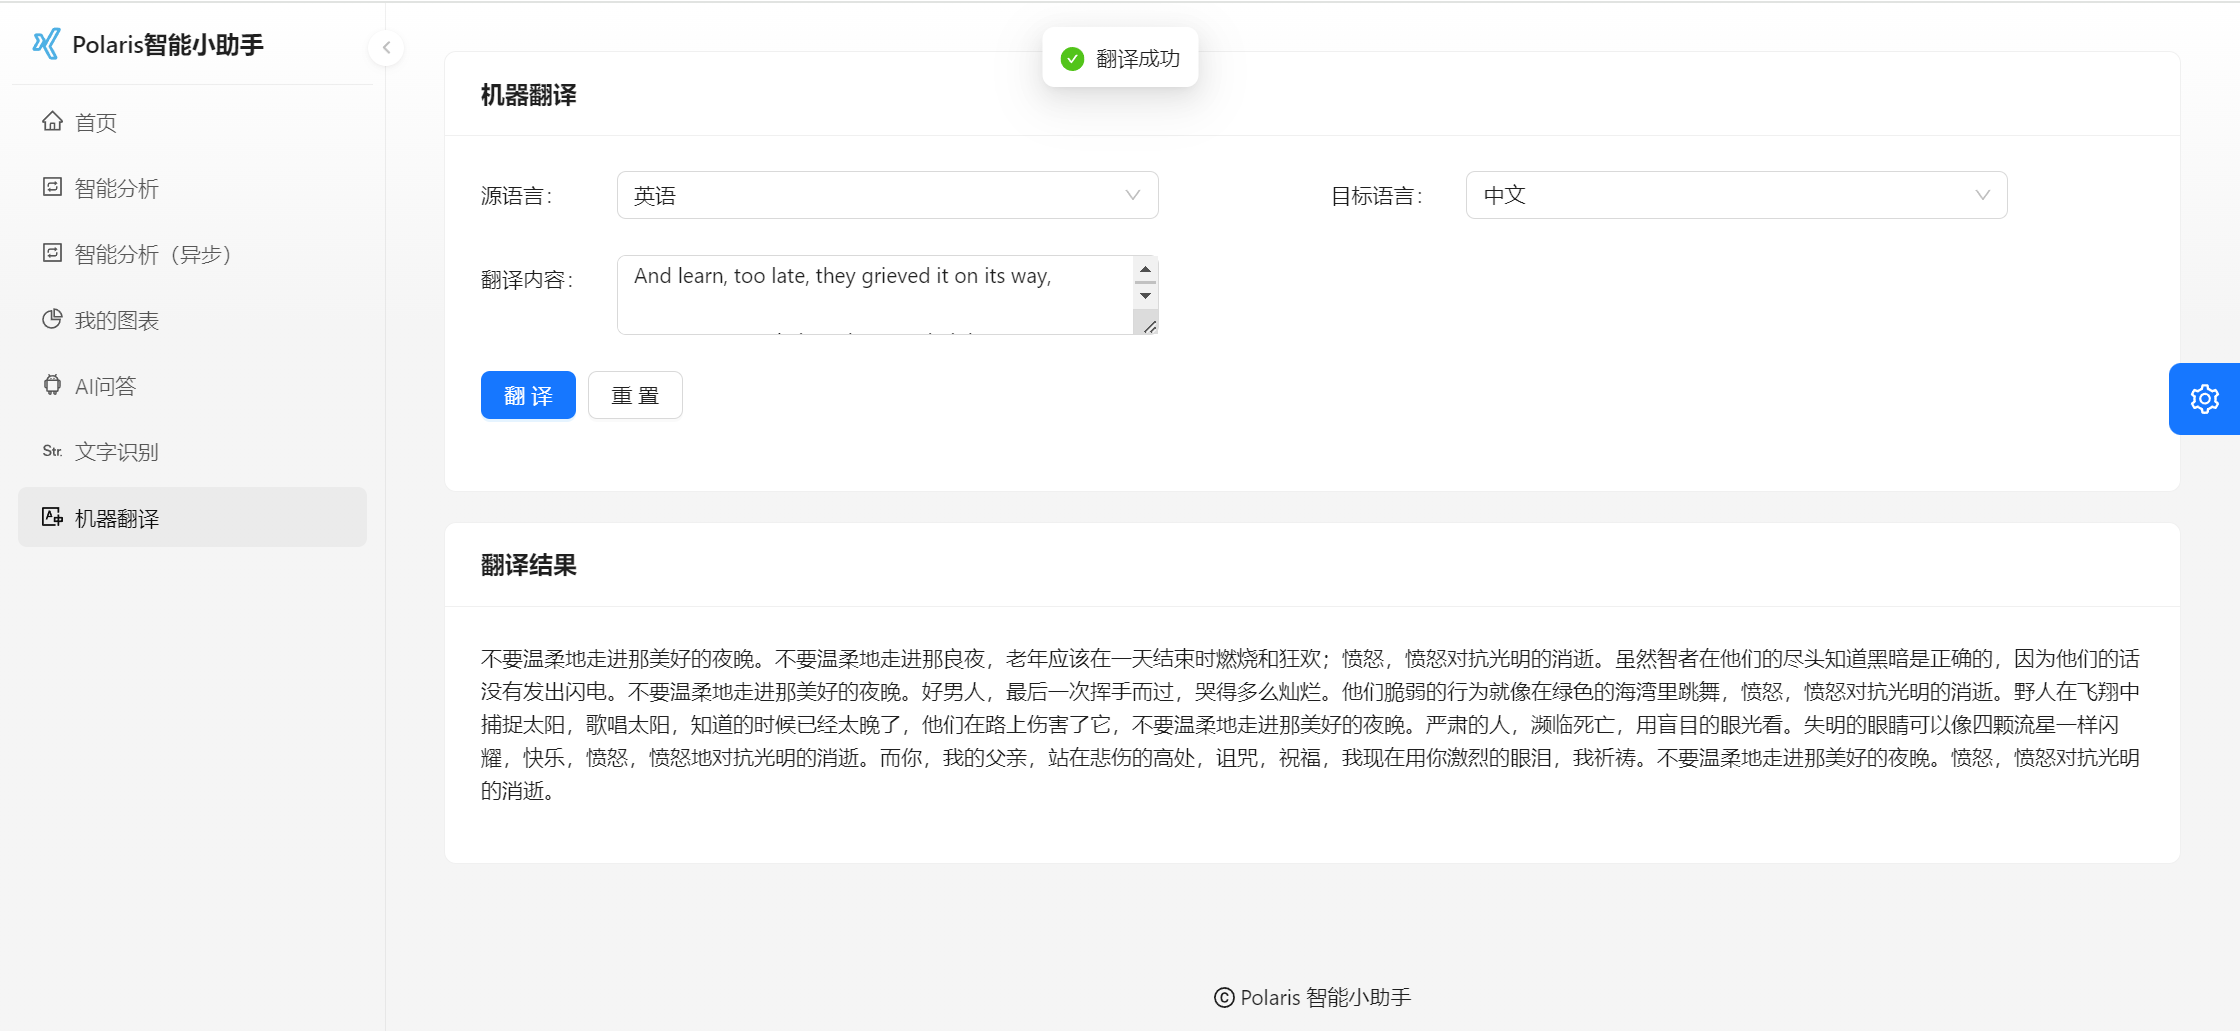 Polaris智能小助手
首页
智能分析
智能分析（异步）
我的图表
AI问答
Str. 文字识别
机器翻译
翻译成功
机器翻译
源语言：
英语
目标语言：
中文
翻译内容：
And learn, too late, they grieved it on its way,
翻 译
重 置
翻译结果
不要温柔地走进那美好的夜晚。不要温柔地走进那良夜，老年应该在一天结束时燃烧和狂欢；愤怒，愤怒对抗光明的消逝。虽然智者在他们的尽头知道黑暗是正确的，因为他们的话
没有发出闪电。不要温柔地走进那美好的夜晚。好男人，最后一次挥手而过，哭得多么灿烂。他们脆弱的行为就像在绿色的海湾里跳舞，愤怒，愤怒对抗光明的消逝。野人在飞翔中
捕捉太阳，歌唱太阳，知道的时候已经太晚了，他们在路上伤害了它，不要温柔地走进那美好的夜晚。严肃的人，濒临死亡，用盲目的眼光看。失明的眼睛可以像四颗流星一样闪
耀，快乐，愤怒，愤怒地对抗光明的消逝。而你，我的父亲，站在悲伤的高处，诅咒，祝福，我现在用你激烈的眼泪，我祈祷。不要温柔地走进那美好的夜晚。愤怒，愤怒对抗光明
的消逝。
© Polaris 智能小助手